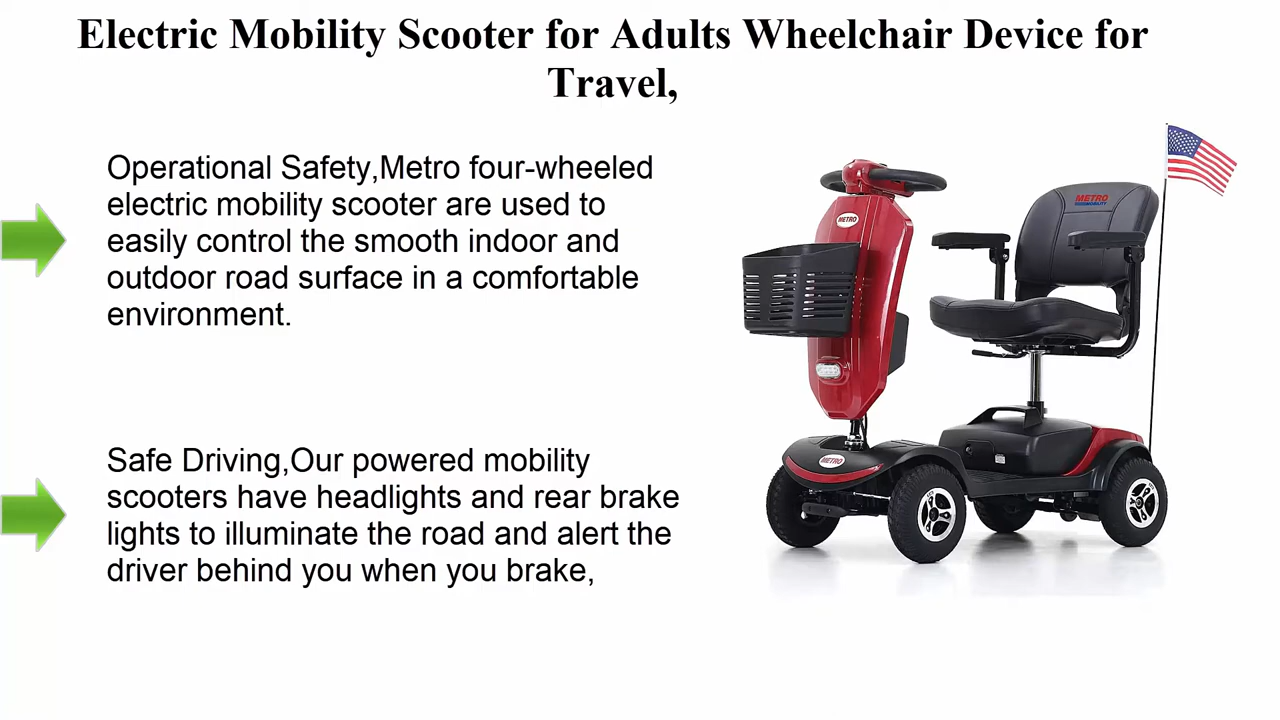 Electric Mobility Scooter for Adults Wheelchair Device for
Travel,
Operational Safety,Metro four-wheeled
electric mobility scooter are used to
easily control the smooth indoor and
outdoor road surface in a comfortable
environment.
Safe Driving,Our powered mobility
scooters have headlights and rear brake
lights to illuminate the road and alert the
driver behind you when you brake,
METRO
METRO
METRO